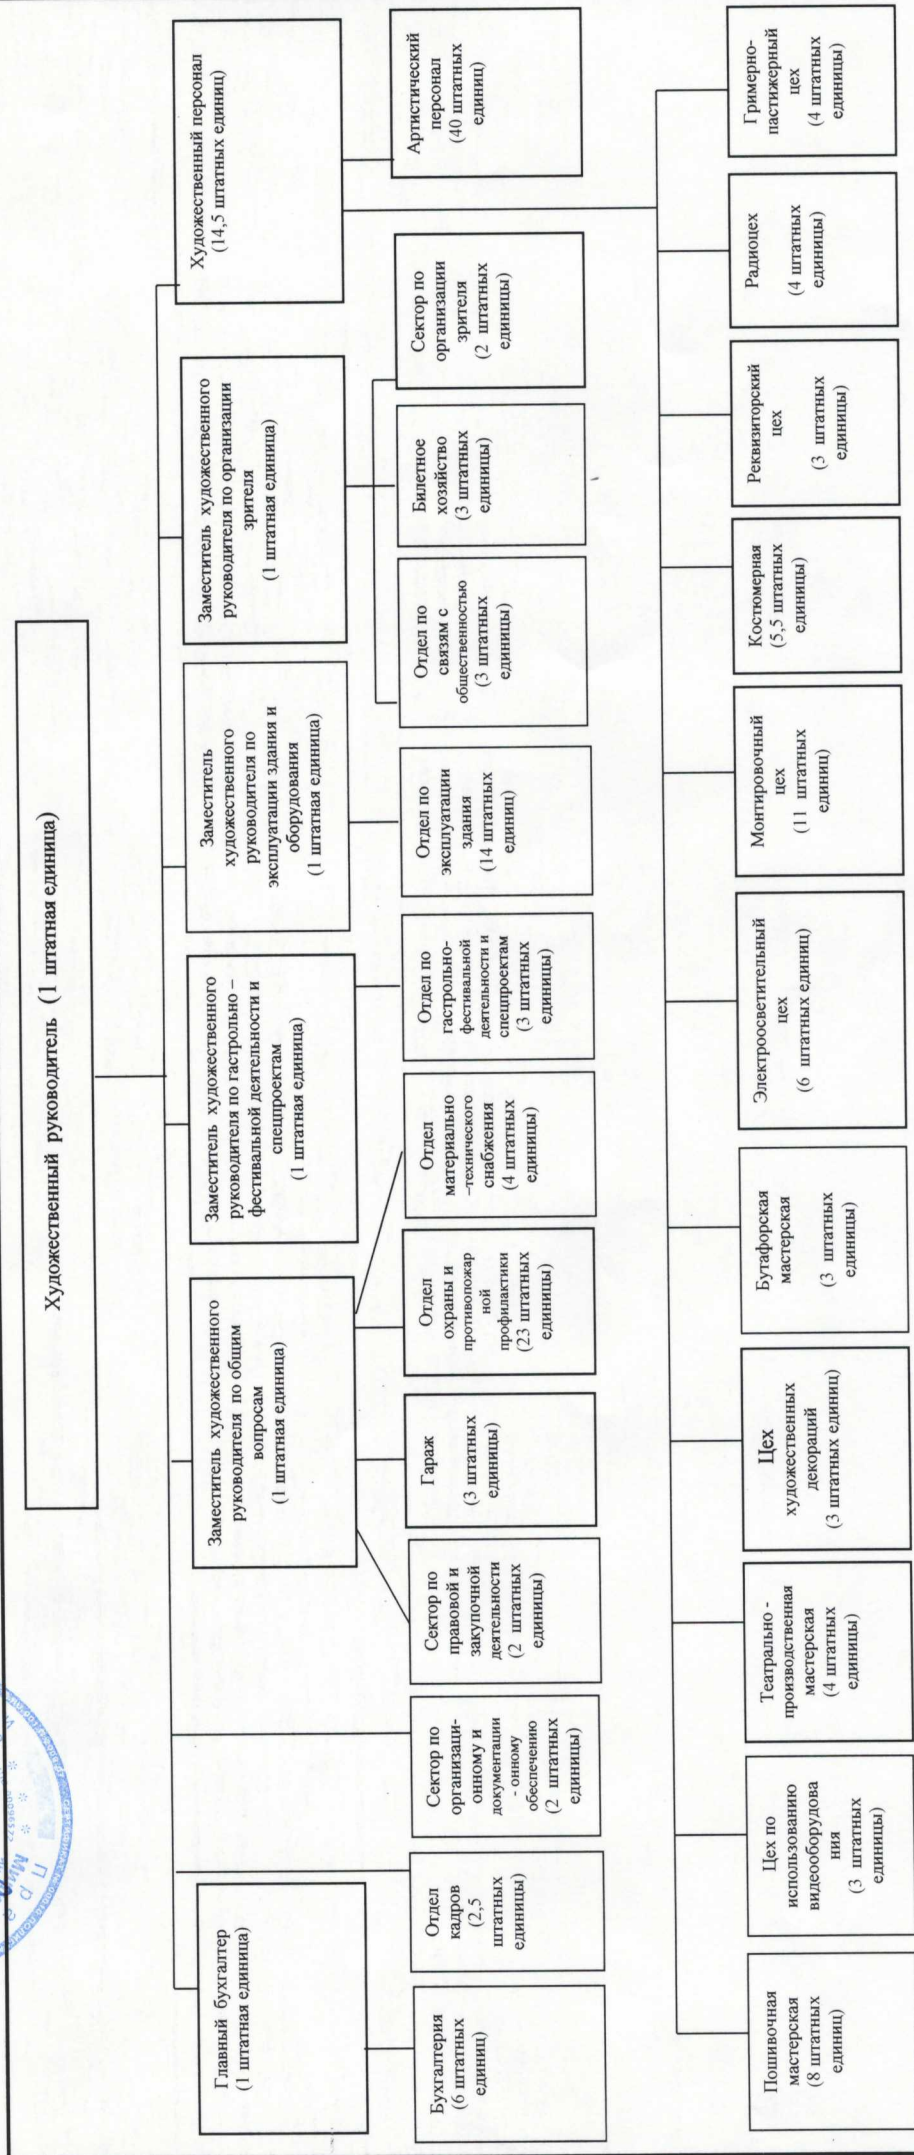 Художественный руководитель (1 штатная единица)
Главный бухгалтер
(1 штатная единица)
Заместитель художественного
руководителя по общим
вопросам
(1 штатная единица)
Заместитель художественного
руководителя по гастрольно –
фестивальной деятельности и
спецпроектам
(1 штатная единица)
Заместитель
художественного
руководителя по
эксплуатации здания и
оборудования
(1 штатная единица)
Заместитель художественного
руководителя по организации
зрителя
(1 штатная единица)
Художественный персонал
(14,5 штатных единиц)
Бухгалтерия
(6 штатных
единиц)
Отдел
кадров
(2,5
штатных
единицы)
Сектор по
организаци-
онному и
документации
- онному
обеспечению
(2 штатных
единицы)
Сектор по
правовой и
закупочной
деятельности
(2 штатных
единицы)
Гараж
(3 штатных
единицы)
Отдел
охраны и
противопожар
ной
профилактики
(23 штатных
единицы)
Отдел
материально
–технического
снабжения
(4 штатных
единицы)
Отдел по
гастрольно-
фестивальной
деятельности и
спецпроектам
(3 штатных
единицы)
Отдел по
эксплуатации
здания
(14 штатных
единиц)
Отдел по
связям с
общественностью
(3 штатных
единицы)
Билетное
хозяйство
(3 штатных
единицы)
Сектор по
организации
зрителя
(2 штатных
единицы)
Артистический
персонал
(40 штатных
единиц)
Пошивочная
мастерская
(8 штатных
единиц)
Цех по
использованию
видеооборудова
ния
(3 штатных
единицы)
Театрально -
производственная
мастерская
(4 штатных
единицы)
Цех
художественных
декораций
(3 штатных единиц)
Бутафорская
мастерская
(3 штатных
единицы)
Электроосветительный
цех
(6 штатных единиц)
Монтировочный
цех
(11 штатных
единиц)
Костюмерная
(5,5 штатных
единицы)
Реквизиторский
цех
(3 штатных
единицы)
Радиоцех
(4 штатных
единицы)
Гримерно-
пастижерный
цех
(4 штатных
единицы)